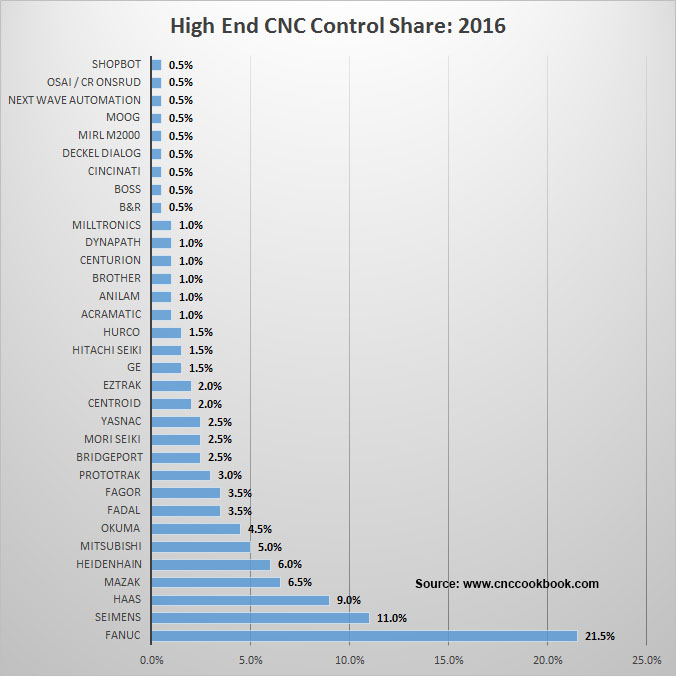 High End CNC Control Share: 2016
SHOPBOT 0.5%
OSAI / CR ONSRUD 0.5%
NEXT WAVE AUTOMATION 0.5%
MOOG 0.5%
MIRL M2000 0.5%
DECKEL DIALOG 0.5%
CINCINATI 0.5%
BOSS 0.5%
B&R 0.5%
MILLTRONICS 1.0%
DYNAPATH 1.0%
CENTURION 1.0%
BROTHER 1.0%
ANILAM 1.0%
ACRAMATIC 1.0%
HURCO 1.5%
HITACHI SEIKI 1.5%
GE 1.5%
EZTRAK 2.0%
CENTROID 2.0%
YASNAC 2.5%
MORI SEIKI 2.5%
BRIDGEPORT 2.5%
PROTOTRAK 3.0%
FAGOR 3.5%
FADAL 3.5%
OKUMA 4.5%
MITSUBISHI 5.0%
HEIDENHAIN 6.0%
MAZAK 6.5%
Source: www.cnccookbook.com
HAAS 9.0%
SEIMENS 11.0%
FANUC 21.5%
0.0% 5.0% 10.0% 15.0% 20.0% 25.0%